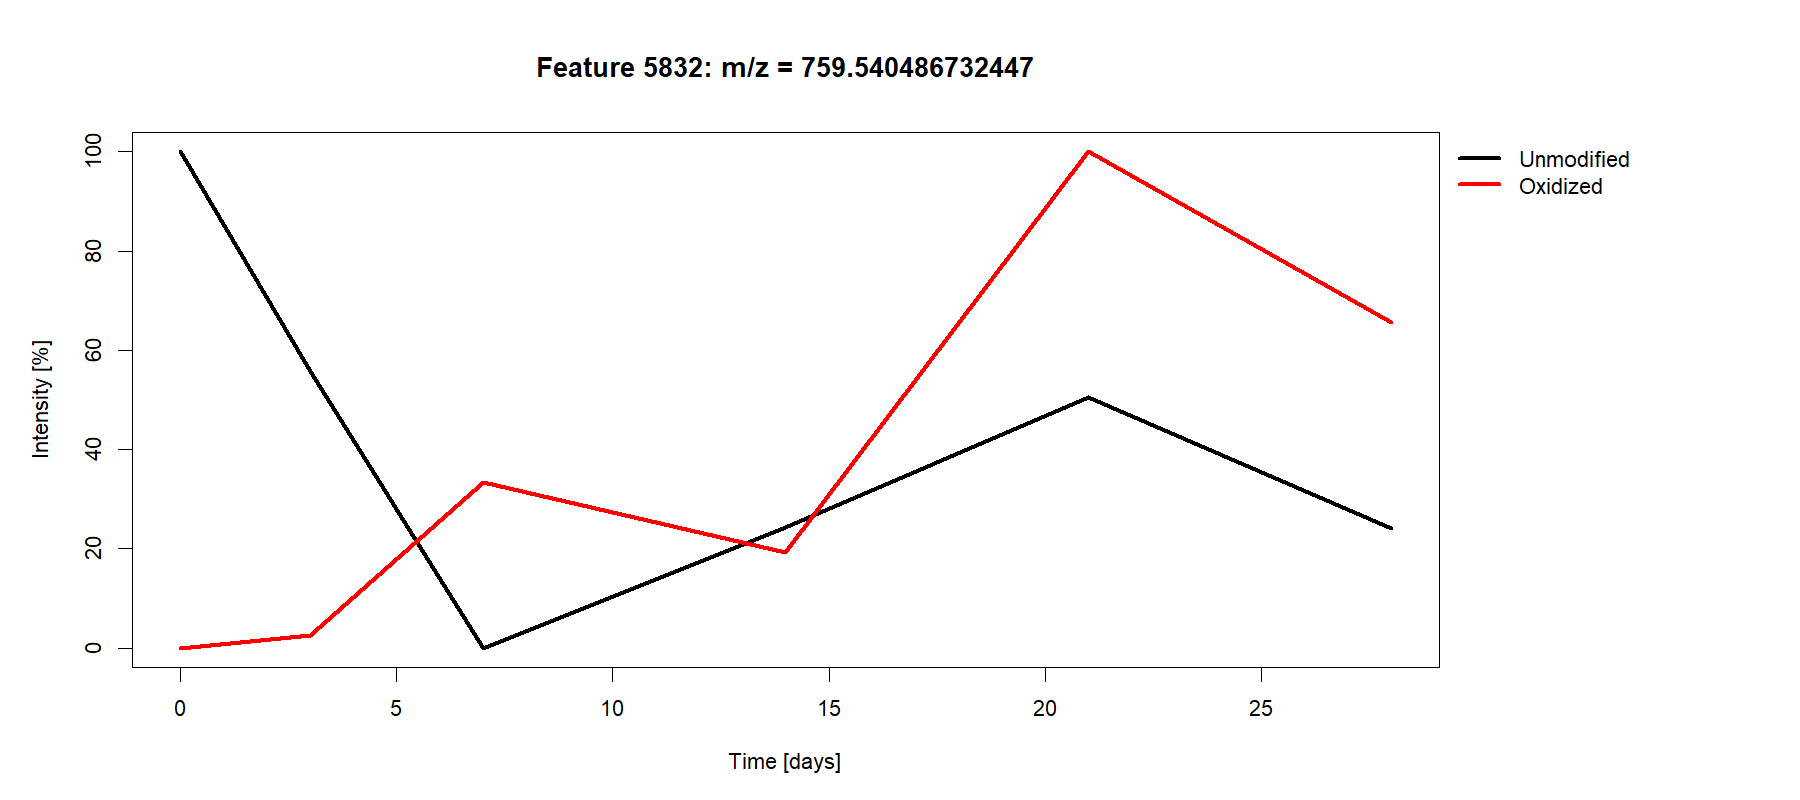 Feature 5832: m/z = 759.540486732447
Unmodified
Oxidized
Intensity [%]
100
80
60
40
20
0
0 5 10 15 20 25
Time [days]